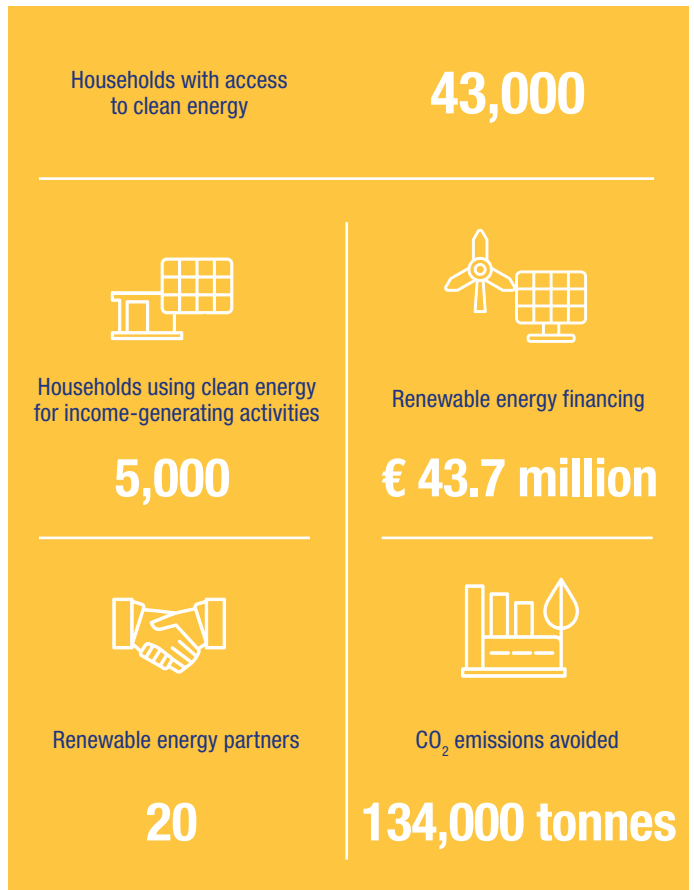 Households with access
to clean energy
43,000
Households using clean energy
for income-generating activities
5,000
Renewable energy financing
€ 43.7 million
Renewable energy partners
20
CO₂ emissions avoided
134,000 tonnes